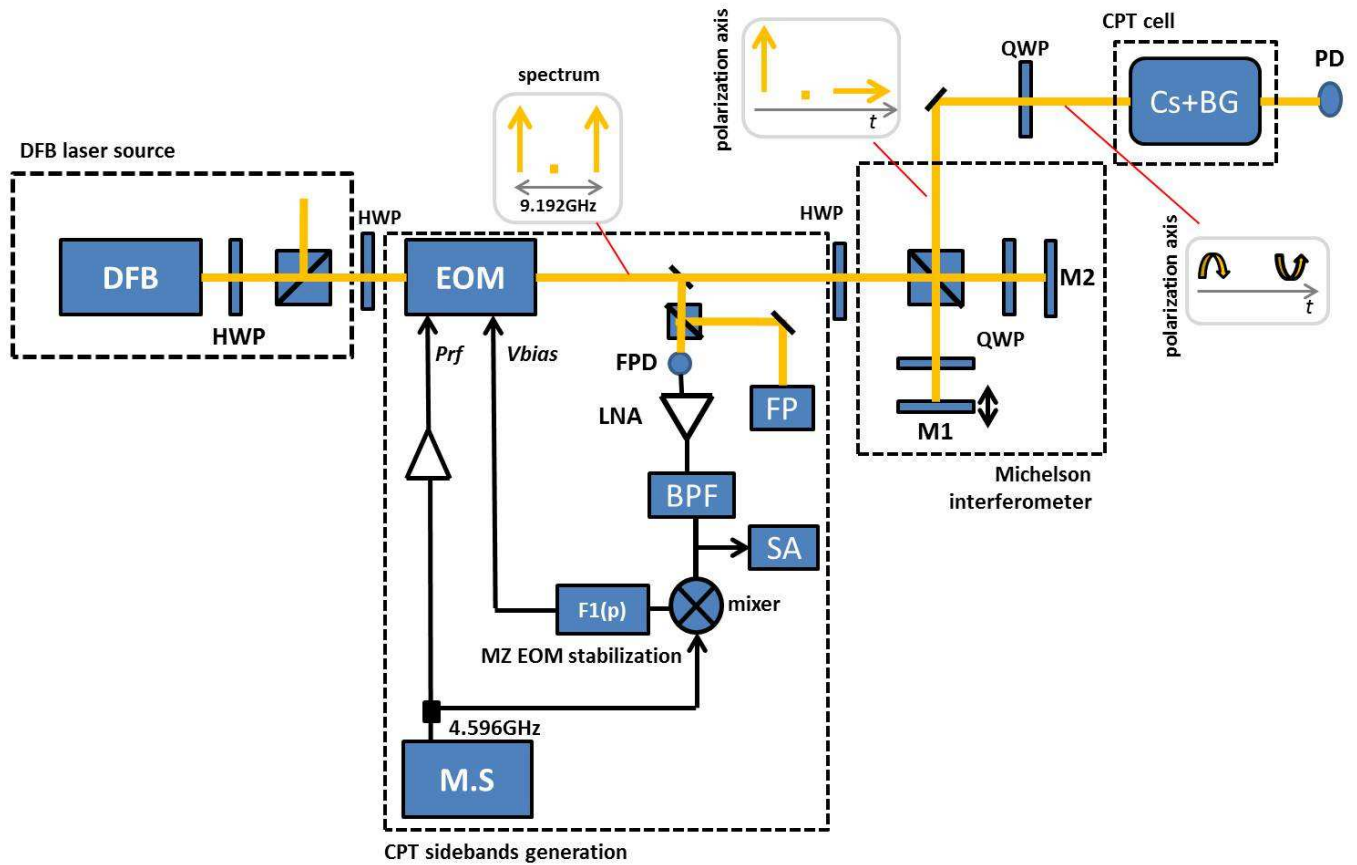 CPT cell
QWP
PD
Cs+BG
polarization axis
t
spectrum
9.192GHz
DFB laser source
HWP
DFB
HWP
EOM
HWP
M2
QWP
polarization axis
t
Prf
Vbias
FPD
FP
LNA
M1
Michelson
interferometer
BPF
SA
F1(p)
mixer
MZ EOM stabilization
4.596GHz
M.S
CPT sidebands generation